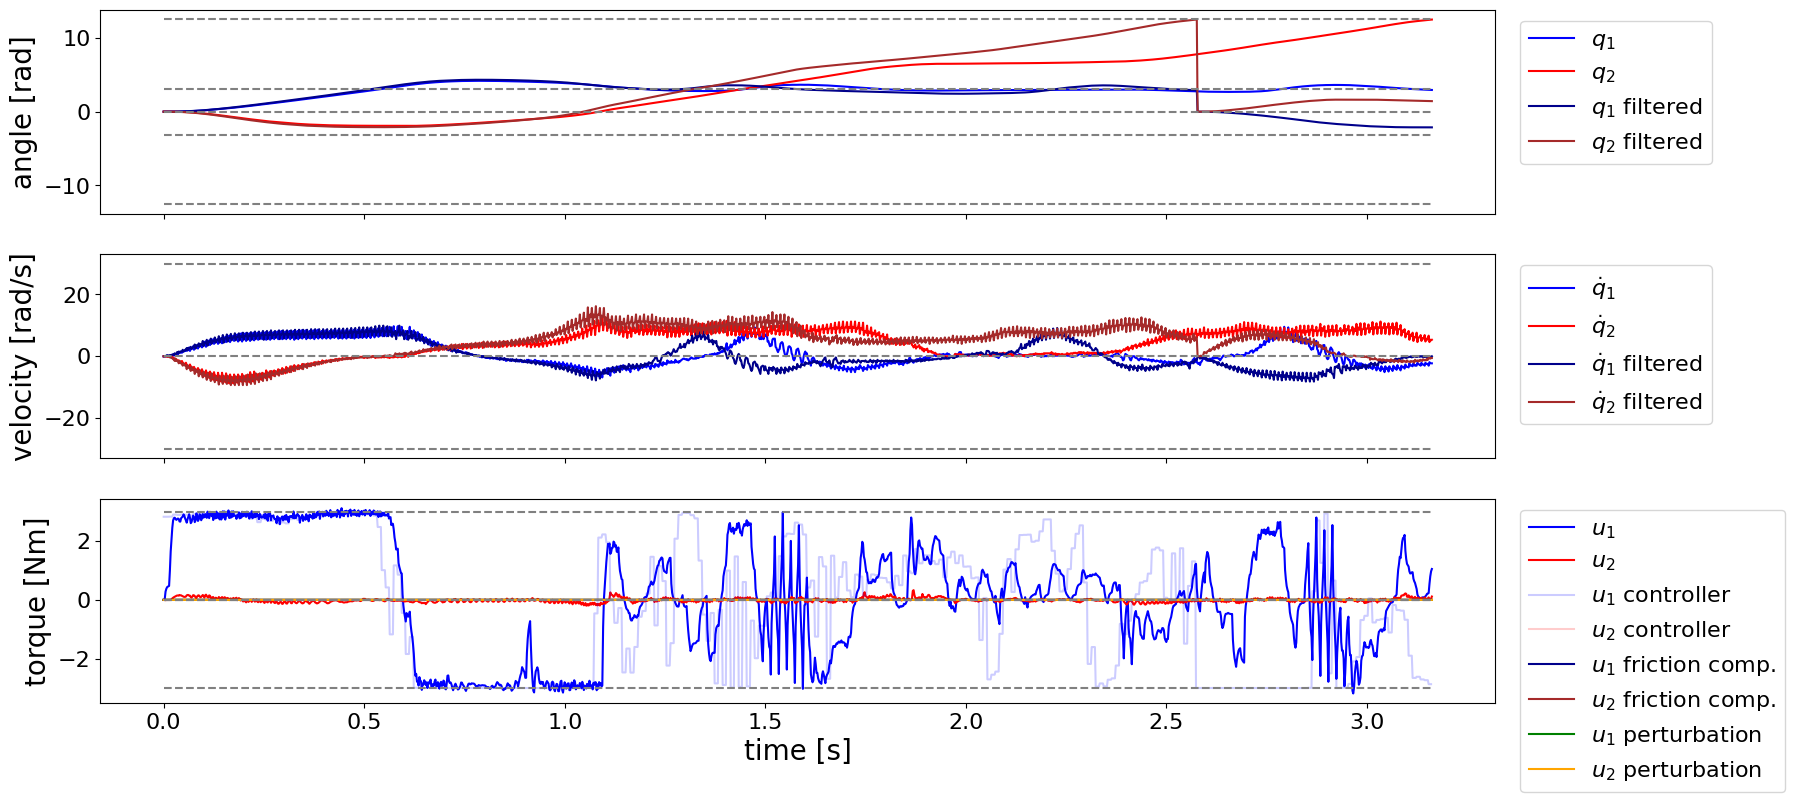 angle [rad]
10
0
−10
q₁
q₂
q₁ filtered
q₂ filtered
velocity [rad/s]
20
0
−20
q̇₁
q̇₂
q̇₁ filtered
q̇₂ filtered
torque [Nm]
2
0
−2
0.0 0.5 1.0 1.5 2.0 2.5 3.0
time [s]
u₁
u₂
u₁ controller
u₂ controller
u₁ friction comp.
u₂ friction comp.
u₁ perturbation
u₂ perturbation